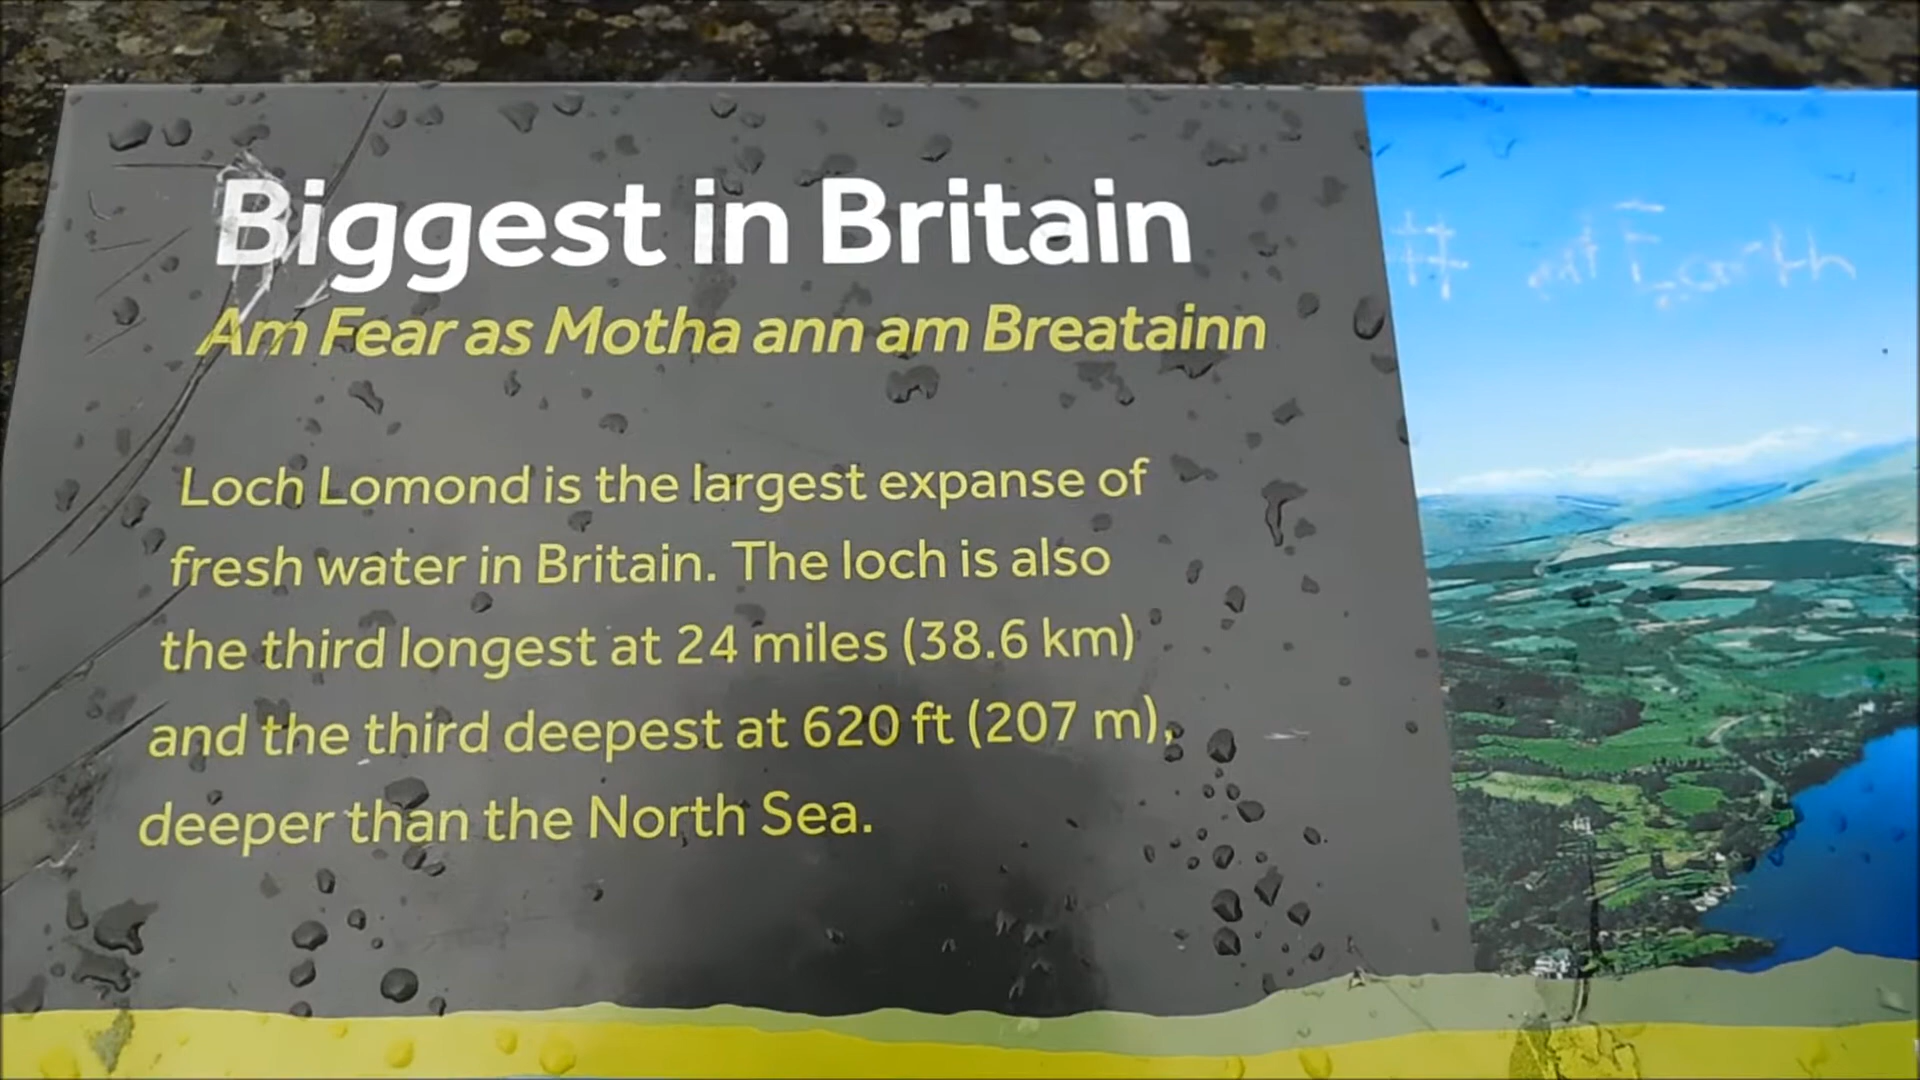 Biggest in Britain
Am Fear as Motha ann am Breatainn
Loch Lomond is the largest expanse of
fresh water in Britain. The loch is also
the third longest at 24 miles (38.6 km)
and the third deepest at 620 ft (207 m),
deeper than the North Sea.
# Earth